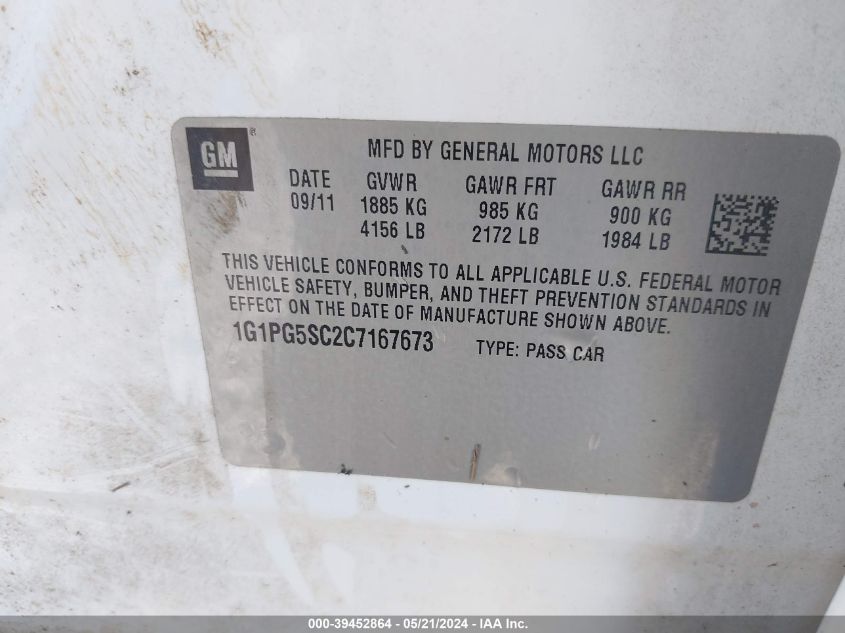 GM ®
MFD BY GENERAL MOTORS LLC
DATE GVWR GAWR FRT GAWR RR
09/11 1885 KG 985 KG 900 KG
4156 LB 2172 LB 1984 LB
THIS VEHICLE CONFORMS TO ALL APPLICABLE U.S. FEDERAL MOTOR
VEHICLE SAFETY, BUMPER, AND THEFT PREVENTION STANDARDS IN
EFFECT ON THE DATE OF MANUFACTURE SHOWN ABOVE.
1G1PG5SC2C7167673 TYPE: PASS CAR
000-39452864 / 05/21/2024 - IAA Inc.